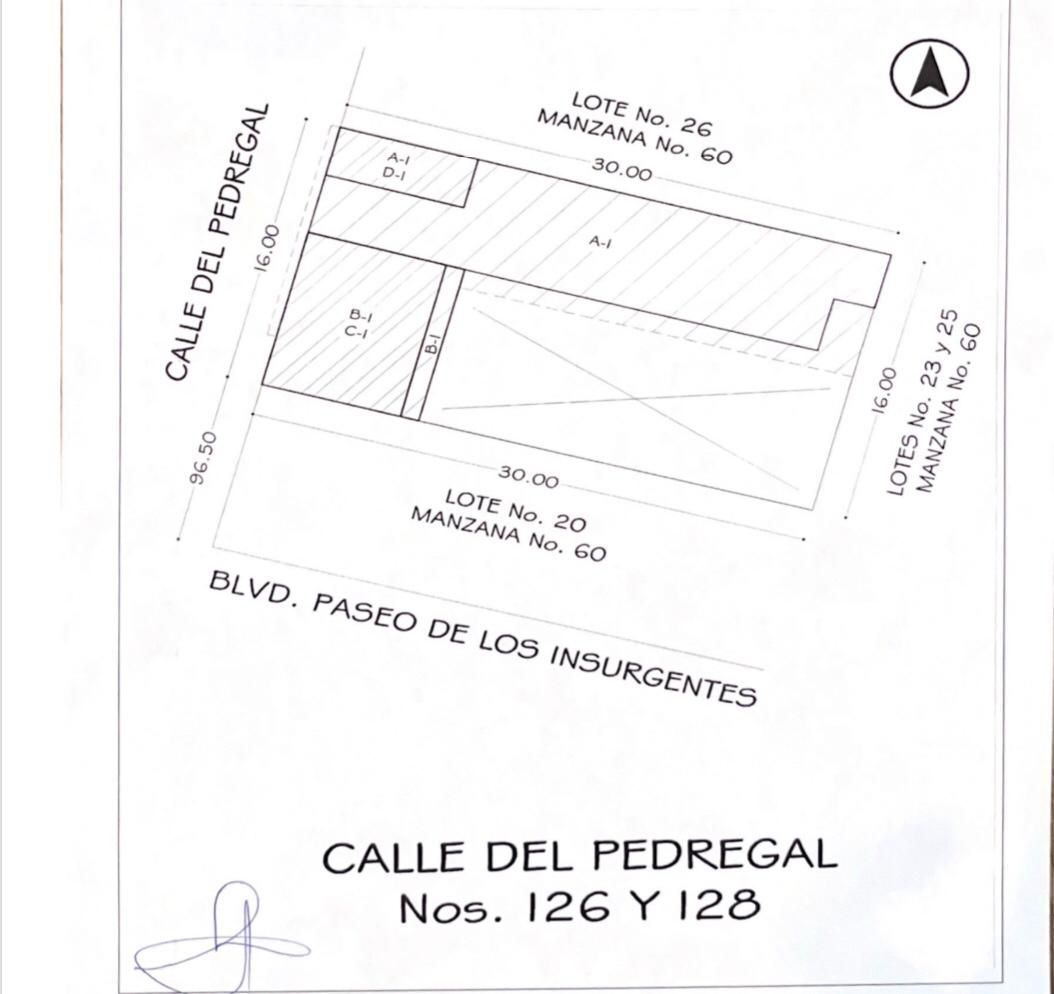 LOTE No. 26
MANZANA No. 60
30.00
CALLE DEL PEDREGAL
16.00
A-I
D-I
A-I
B-I
C-I
B-I
16.00
LOTES No. 23 y 25
MANZANA No. 60
96.50
30.00
LOTE No. 20
MANZANA No. 60
BLVD. PASEO DE LOS INSURGENTES
CALLE DEL PEDREGAL
Nos. 126 Y 128